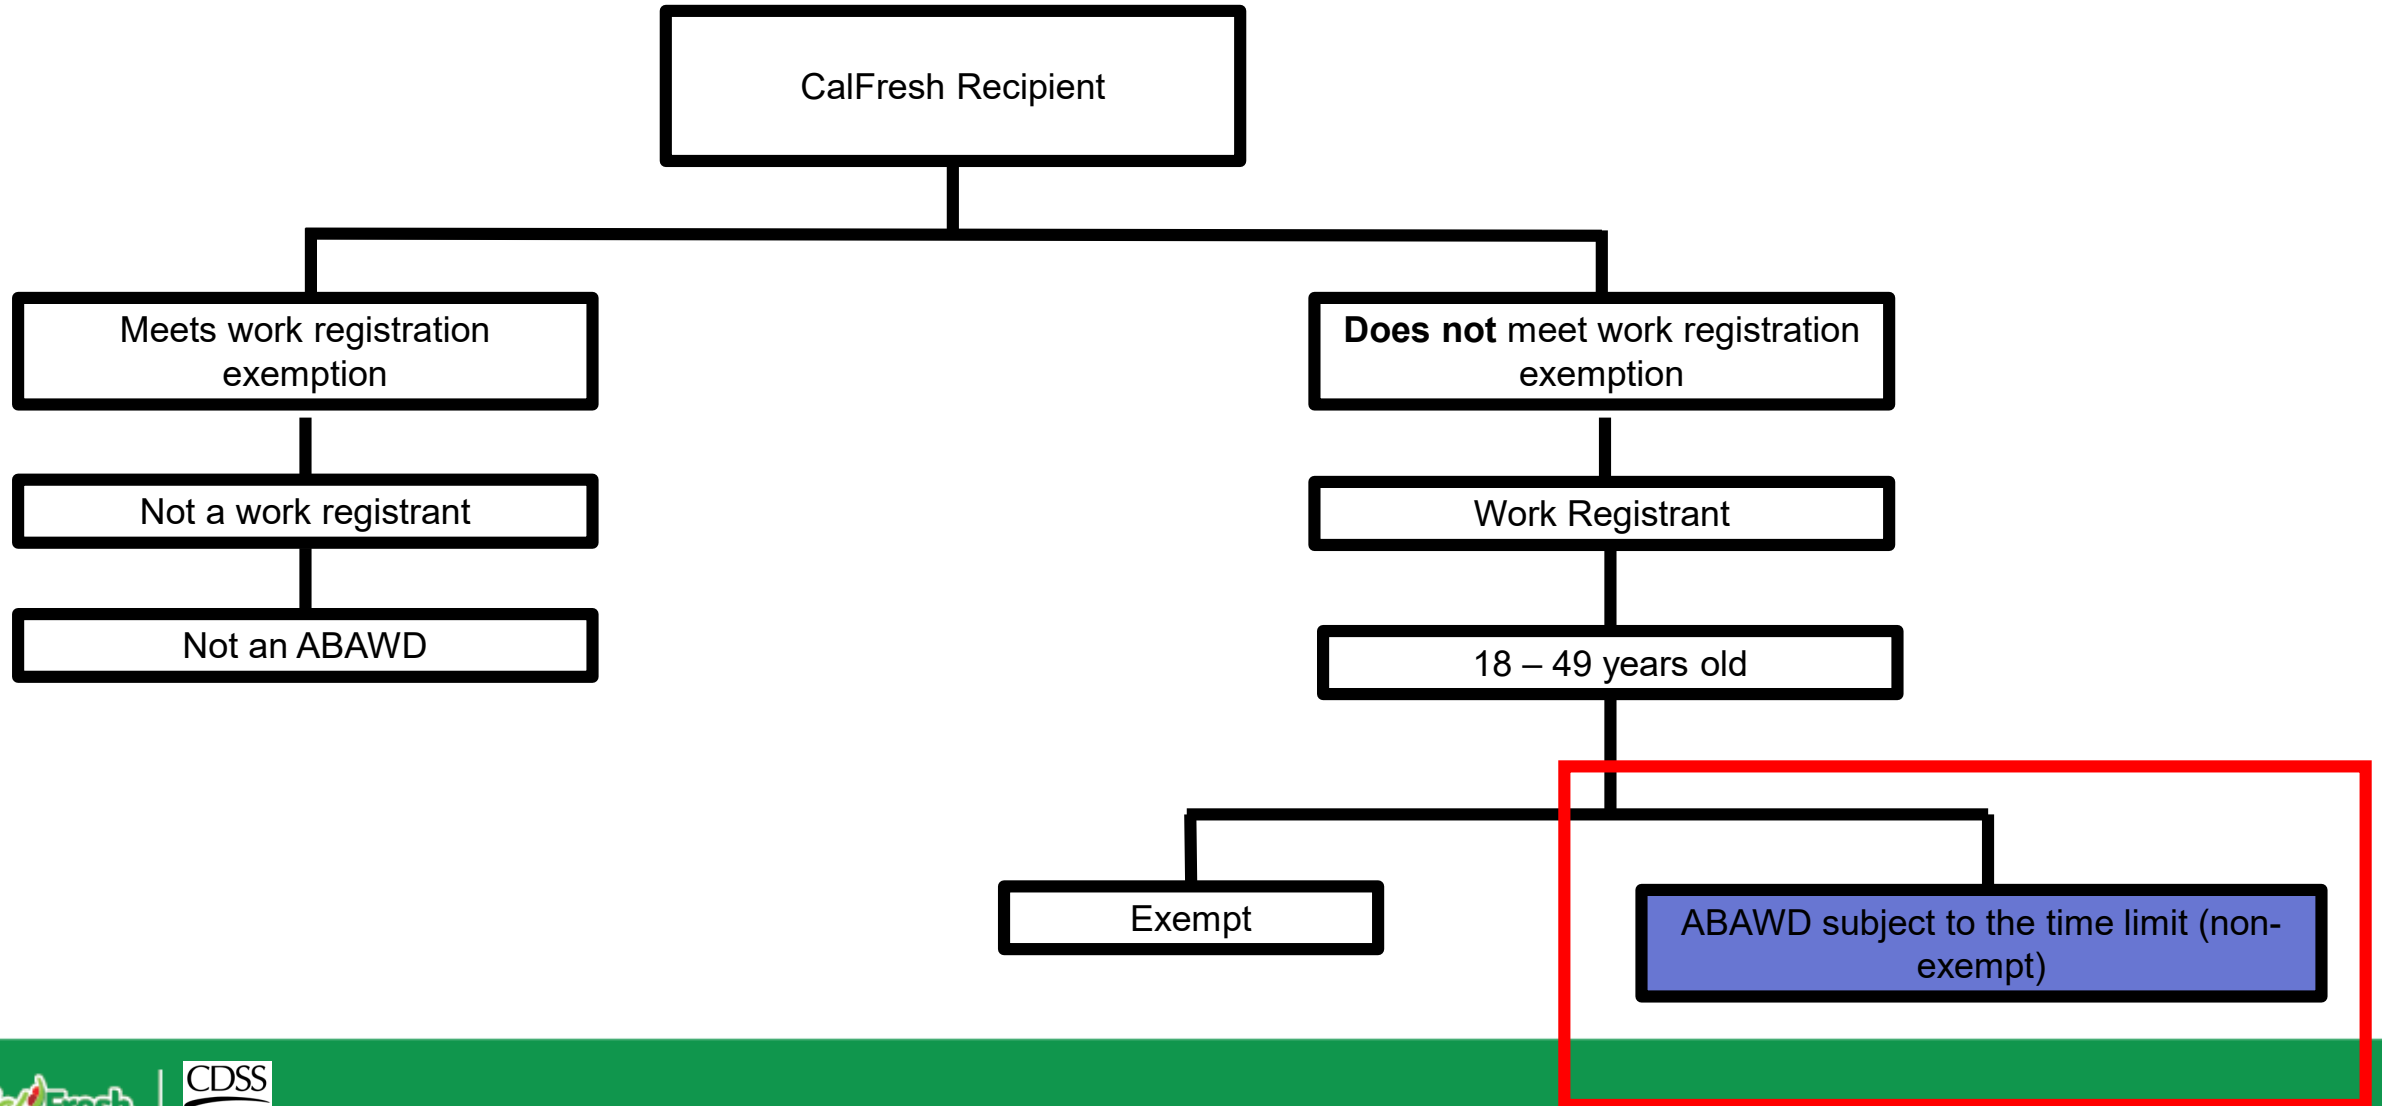 CalFresh Recipient
Meets work registration
exemption
Does not meet work registration
exemption
Not a work registrant
Work Registrant
Not an ABAWD
18 – 49 years old
Exempt
ABAWD subject to the time limit (non-
exempt)
CDSS